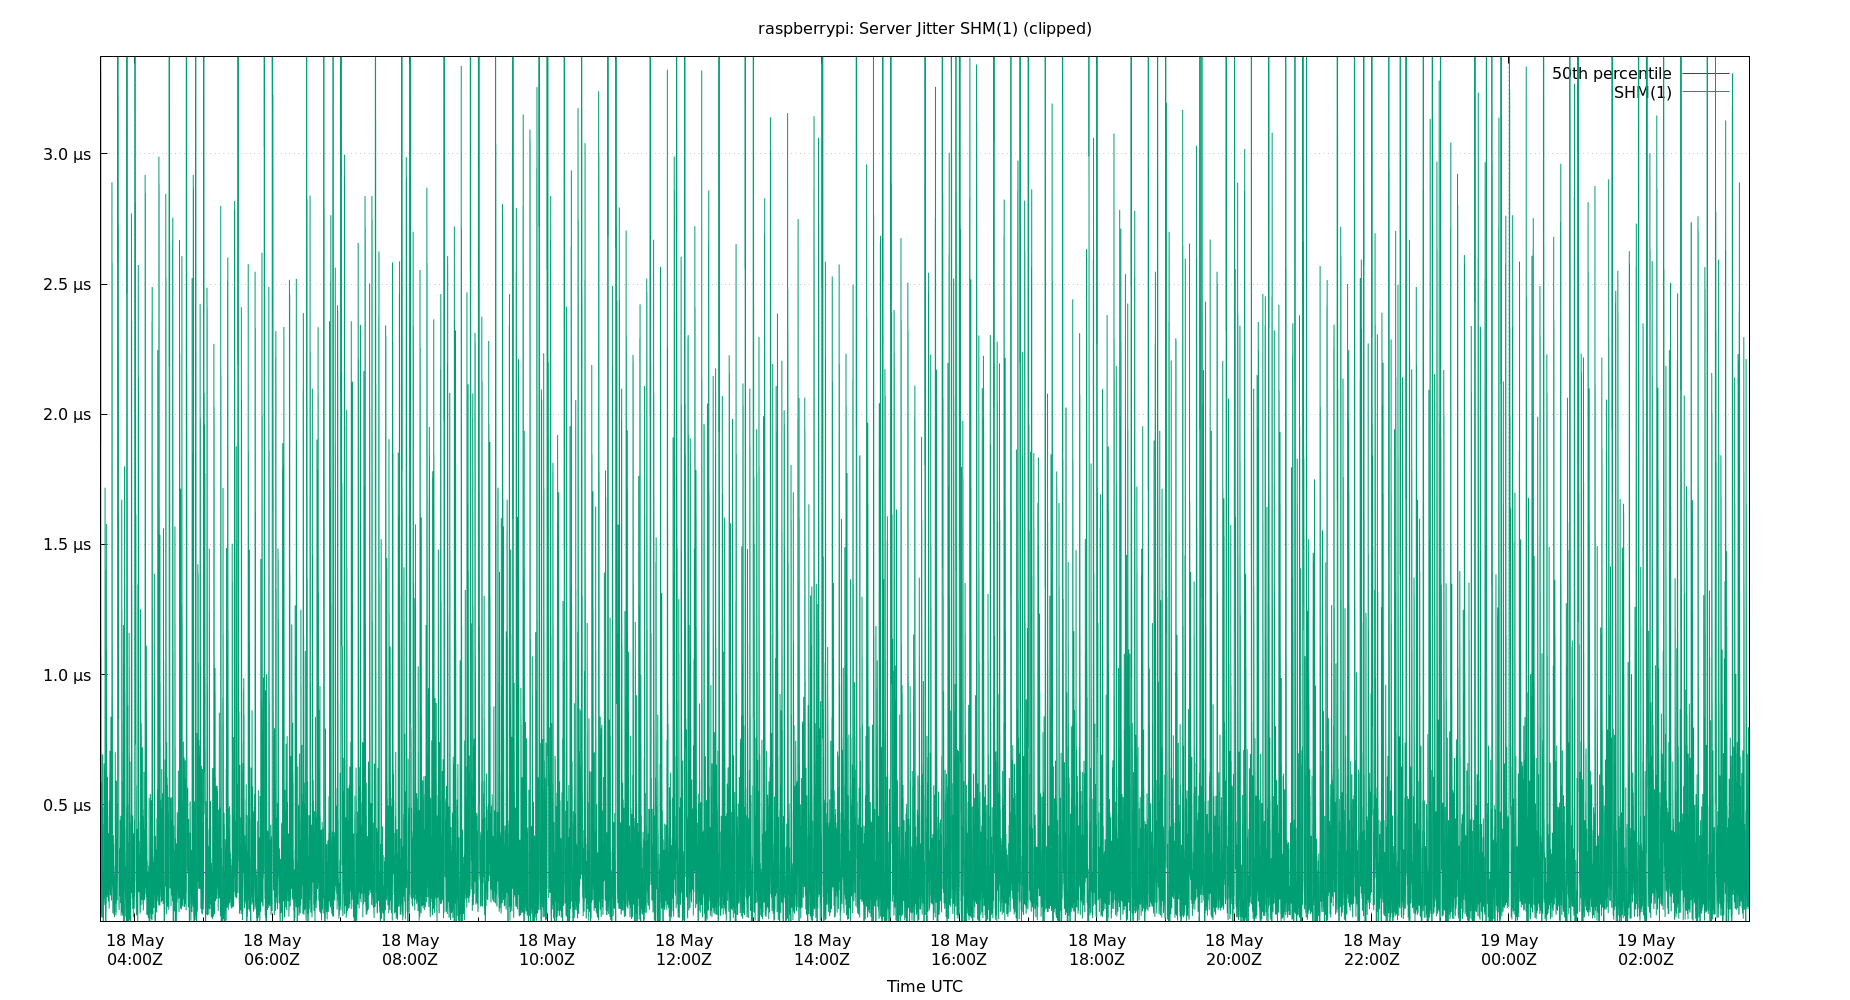 raspberrypi: Server Jitter SHM(1) (clipped)
50th percentile
SHM(1)
3.0 µs
2.5 µs
2.0 µs
1.5 µs
1.0 µs
0.5 µs
18 May 18 May 18 May 18 May 18 May 18 May 18 May 18 May 18 May 18 May 19 May 19 May
04:00Z 06:00Z 08:00Z 10:00Z 12:00Z 14:00Z 16:00Z 18:00Z 20:00Z 22:00Z 00:00Z 02:00Z
Time UTC